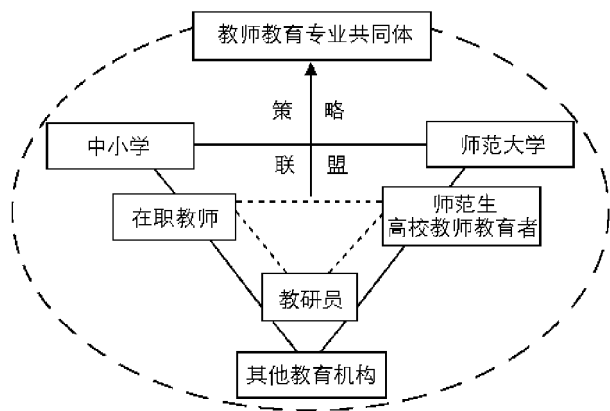 教师教育专业共同体
策 略
中小学
师范大学
联 盟
在职教师
师范生
高校教师教育者
教研员
其他教育机构